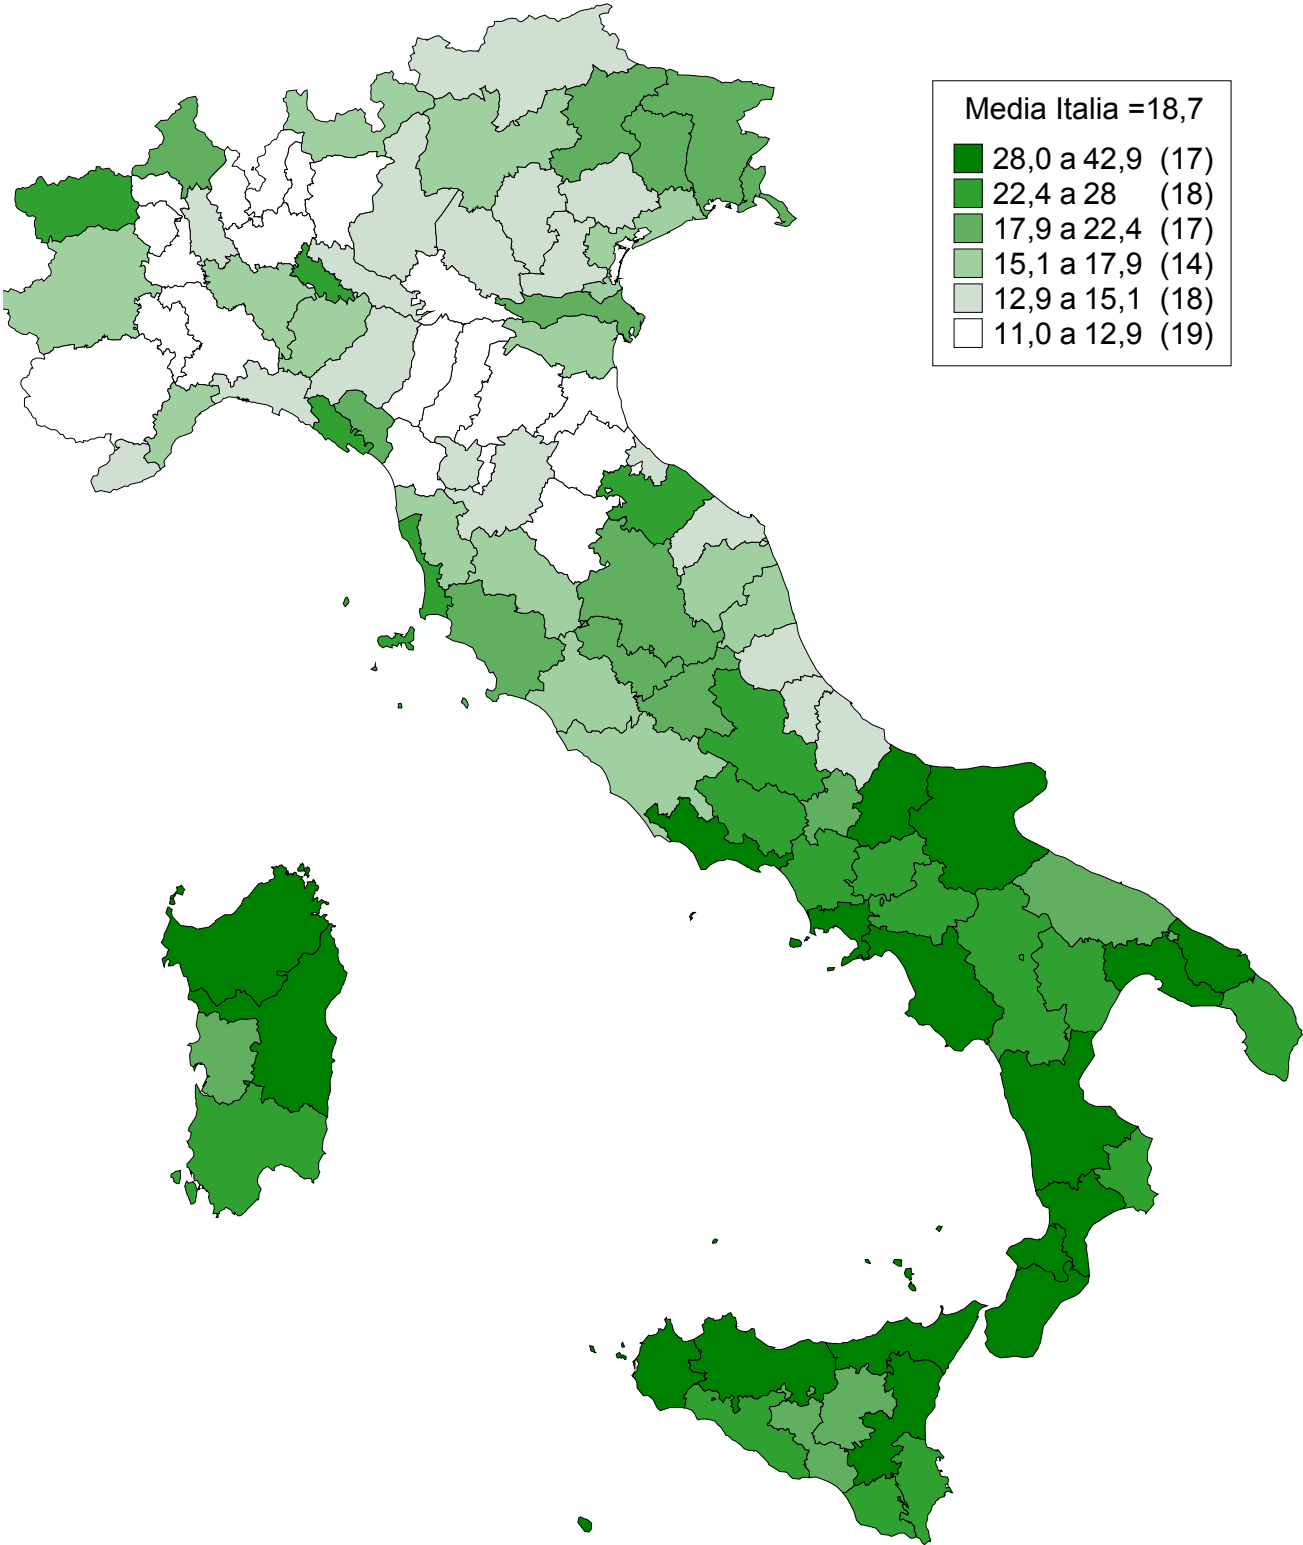 Media Italia =18,7
28,0 a 42,9 (17)
22,4 a 28 (18)
17,9 a 22,4 (17)
15,1 a 17,9 (14)
12,9 a 15,1 (18)
11,0 a 12,9 (19)